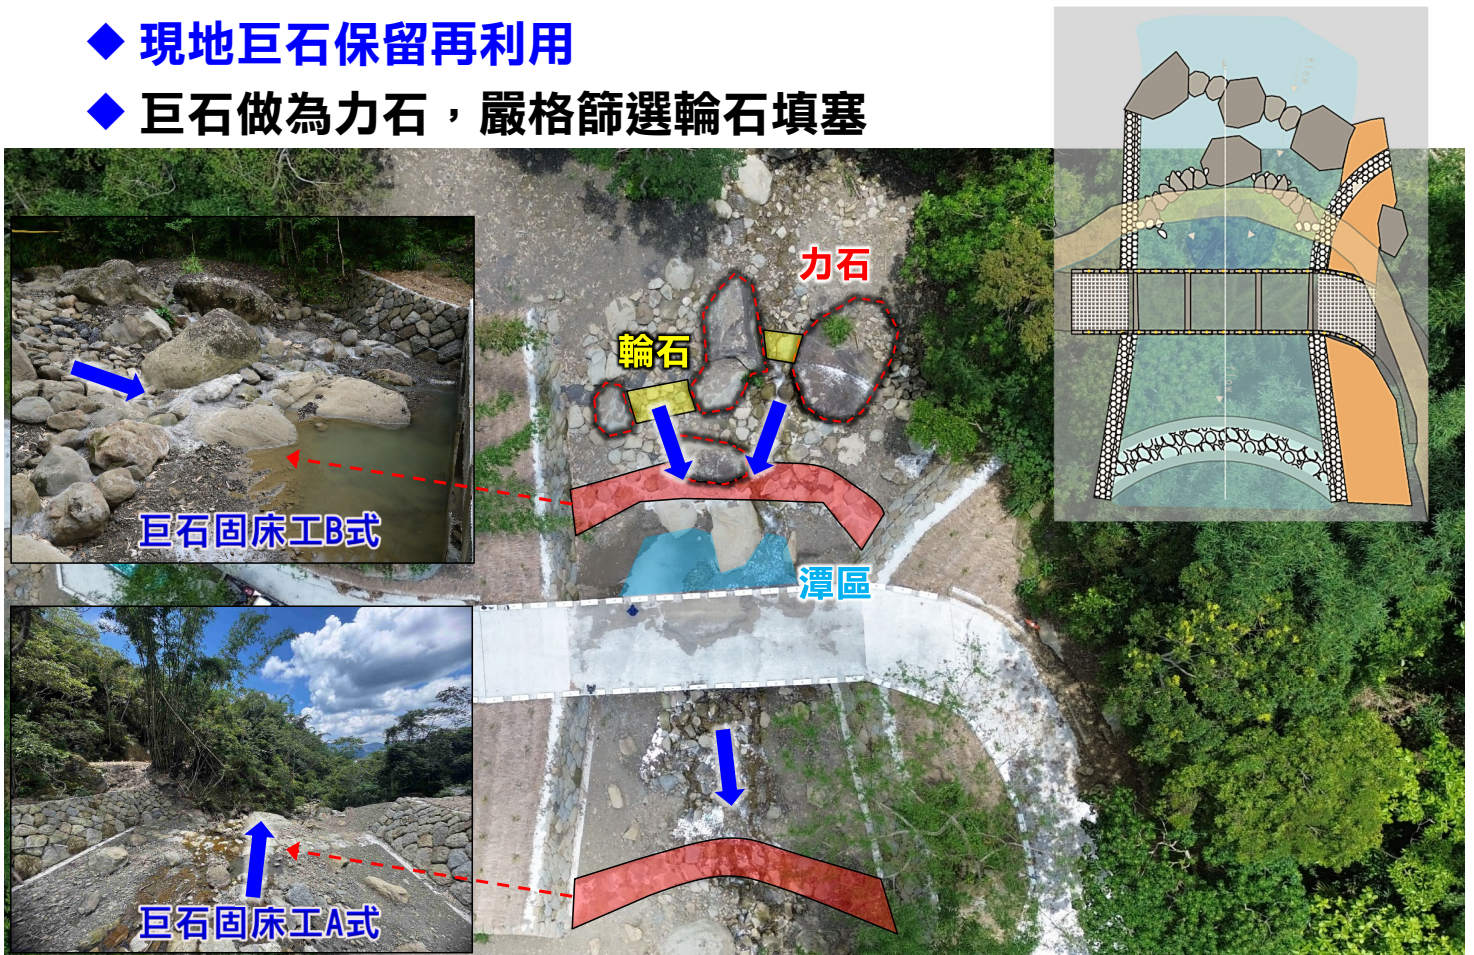 現地巨石保留再利用
巨石做為力石，嚴格篩選輪石填塞
力石
輪石
巨石固床工B式
潭區
巨石固床工A式